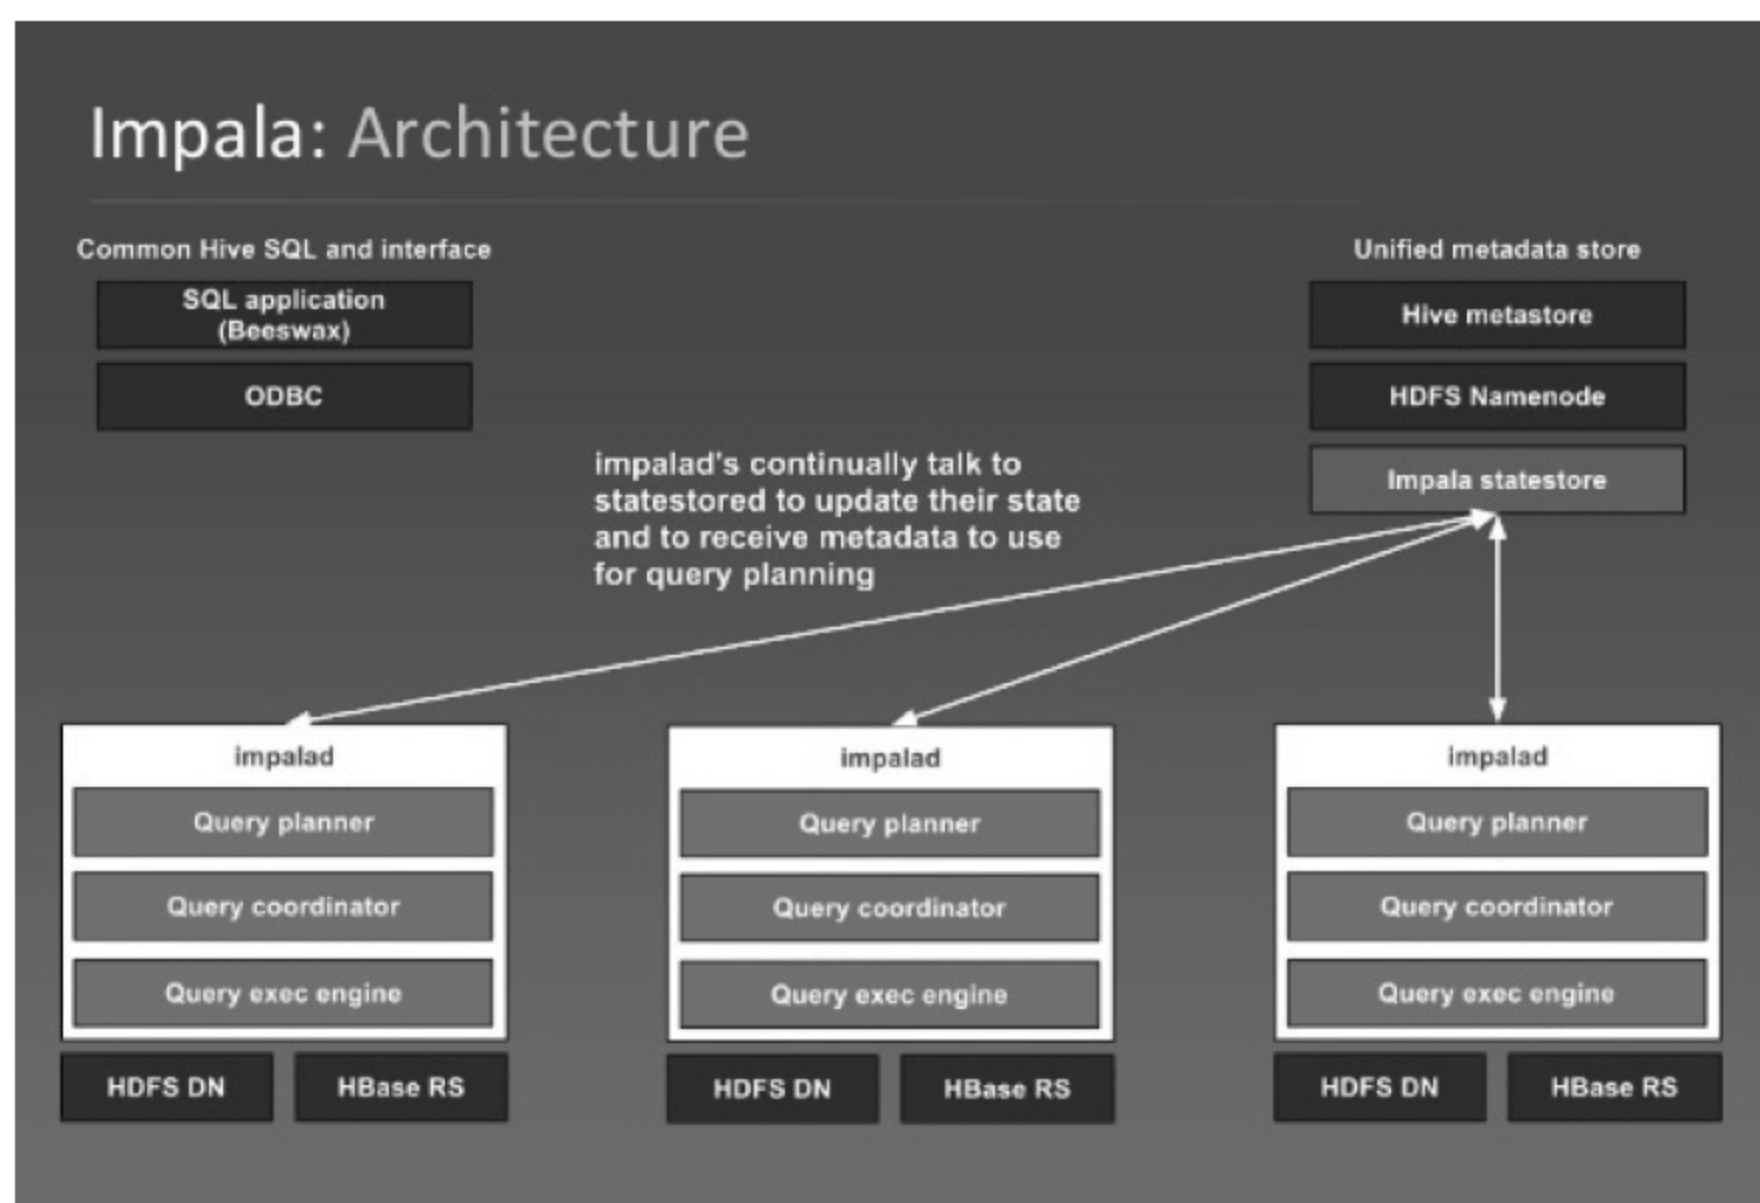 Impala: Architecture
Common Hive SQL and interface
SQL application
(Beeswax)
ODBC
Unified metadata store
Hive metastore
HDFS Namenode
Impala statestore
impalad's continually talk to
statestored to update their state
and to receive metadata to use
for query planning
impalad
Query planner
Query coordinator
Query exec engine
HDFS DN
HBase RS
impalad
Query planner
Query coordinator
Query exec engine
HDFS DN
HBase RS
impalad
Query planner
Query coordinator
Query exec engine
HDFS DN
HBase RS